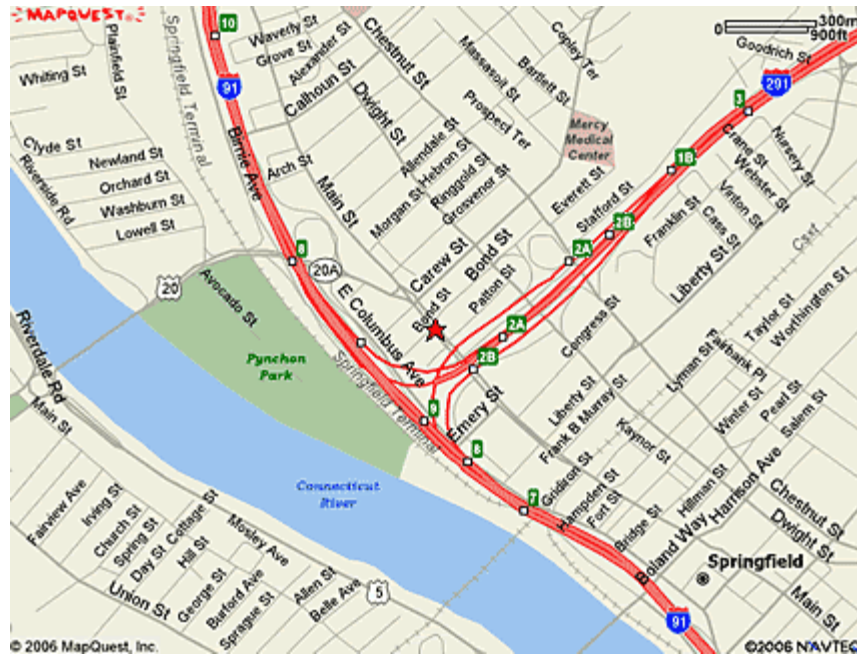 MAPQUEST
10
Waverly St
Grove St
Alexander St
Chestnut St
Copley Ter
300m
0
900ft
Goodrich St
Plainfield St
Springfield Terminal
Whiting St
91
Calhoun St
Dwight St
Massasoit St
Bartlett St
Prospect Ter
291
3
Mercy
Medical
Center
Crane St
Nursery St
Clyde St
Riverside Rd
Newland St
Orchard St
Washburn St
Lowell St
Birnie Ave
Arch St
Main St
Allendale St
Hebron St
Ringgold St
Grosvenor St
Morgan St
Everett St
Stafford St
1B
Webster St
Vinton St
Cass St
Franklin St
8
20A
Carew St
Bond St
2A
2B
Liberty St
Csxt
20
Avocado St
E Columbus Ave
Bond St
Patton St
2A
2B
Congress St
Taylor St
Worthington St
Riverdale Rd
Pynchon
Park
Springfield Terminal
Lyman St
Fairbank Pl
Main St
9
Emery St
Liberty St
Frank B Murray St
Winter St
Pearl St
Salem St
8
Kaynor St
Connecticut
River
7
Gridiron St
Hampden St
Fort St
Bridge St
Hillman St
Harrison Ave
Chestnut St
Dwight St
Fairview Ave
Irving St
Church St
Spring St
Day St
Cottage St
Hill St
Mosley Ave
Boland Way
Springfield
Union St
George St
Burford Ave
Sprague St
Allen St
Belle Ave
5
Main St
91
© 2006 MapQuest, Inc.
©2006 NAVTEQ